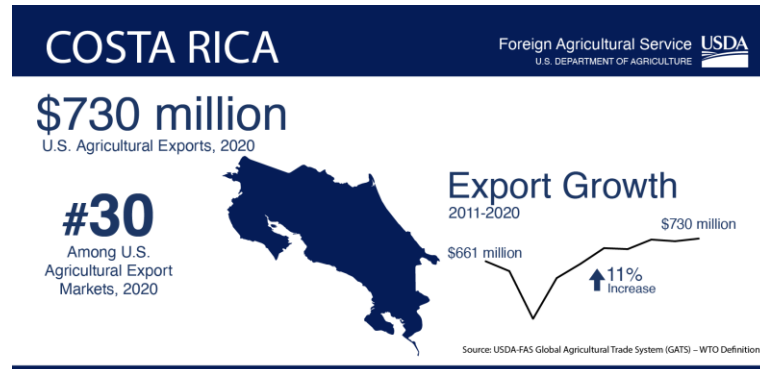 COSTA RICA
Foreign Agricultural Service USDA
U.S. DEPARTMENT OF AGRICULTURE
$730 million
U.S. Agricultural Exports, 2020
#30
Among U.S.
Agricultural Export
Markets, 2020
Export Growth
2011-2020
$730 million
$661 million
11%
Increase
Source: USDA-FAS Global Agricultural Trade System (GATS) – WTO Definition